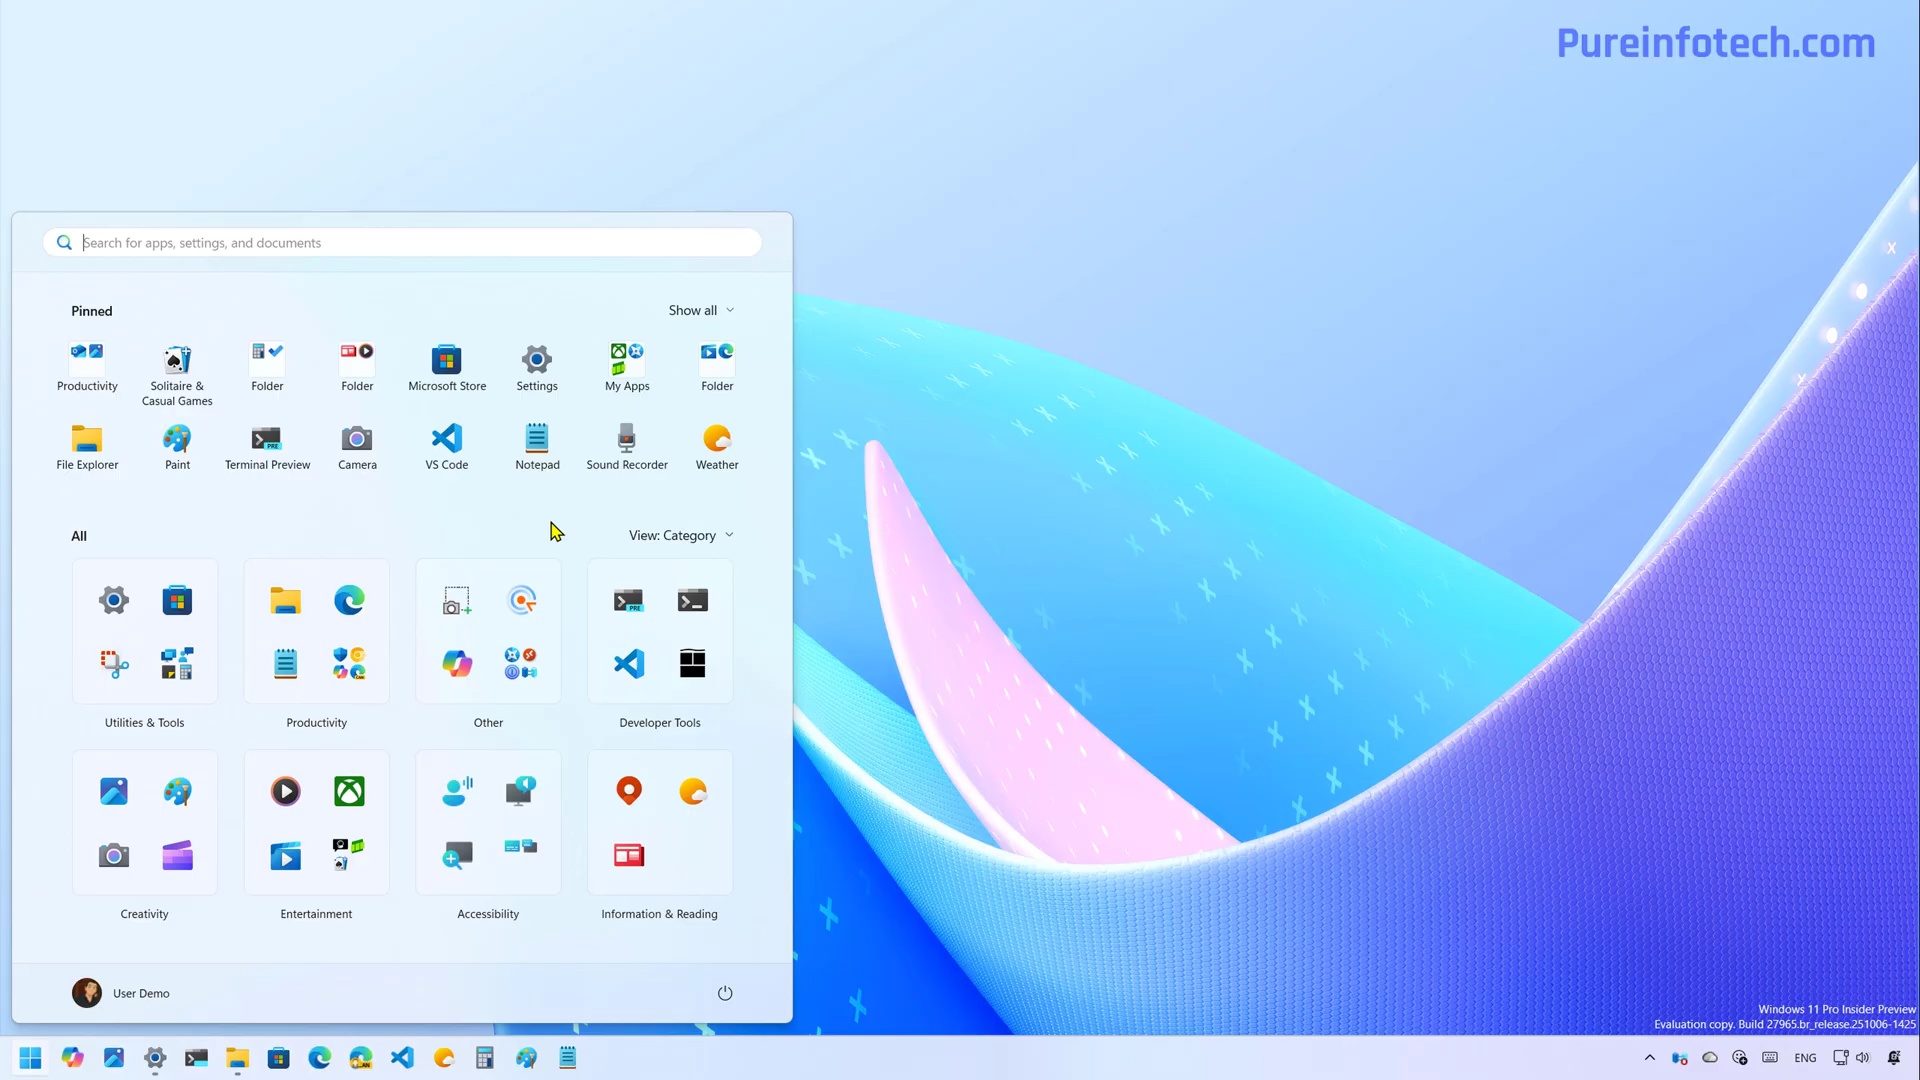 Pureinfotech.com
Search for apps, settings, and documents
Pinned
Show all
Productivity
Solitaire &
Casual Games
Folder
Folder
Microsoft Store
Settings
My Apps
Folder
File Explorer
Paint
PRE
Terminal Preview
Camera
VS Code
Notepad
Sound Recorder
Weather
All
View: Category
PRE
Utilities & Tools
Productivity
Other
Developer Tools
Creativity
Entertainment
Accessibility
Information & Reading
User Demo
Windows 11 Pro Insider Preview
Evaluation copy. Build 27965.br_release.251006-1425
CAN
ENG